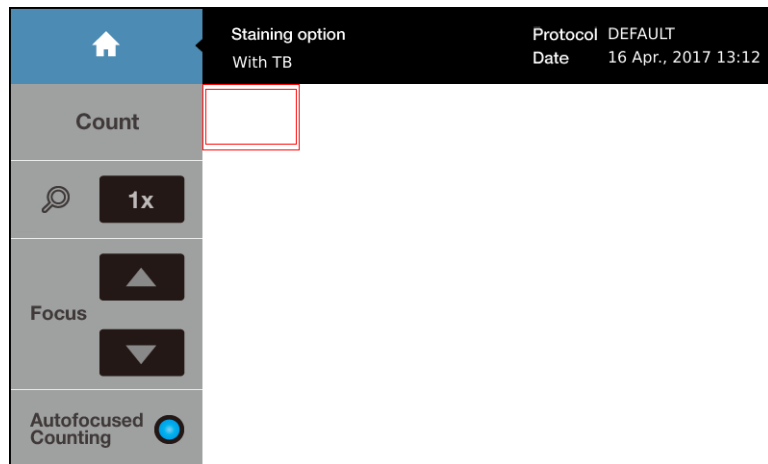 Staining option
With TB
Protocol DEFAULT
Date 16 Apr., 2017 13:12
Count
1x
Focus
Autofocused
Counting